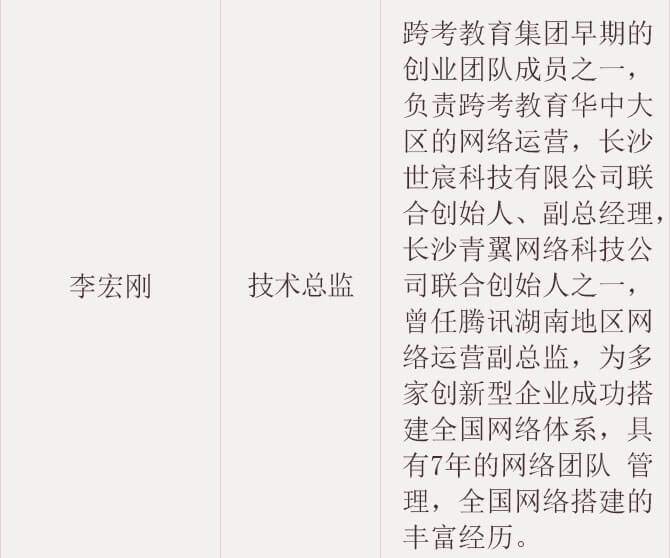 李宏刚
技术总监
跨考教育集团早期的
创业团队成员之一，
负责跨考教育华中大
区的网络运营，长沙
世宸科技有限公司联
合创始人、副总经理，
长沙青翼网络科技公
司联合创始人之一，
曾任腾讯湖南地区网
络运营副总监，为多
家创新型企业成功搭
建全国网络体系，具
有7年的网络团队 管
理，全国网络搭建的
丰富经历。